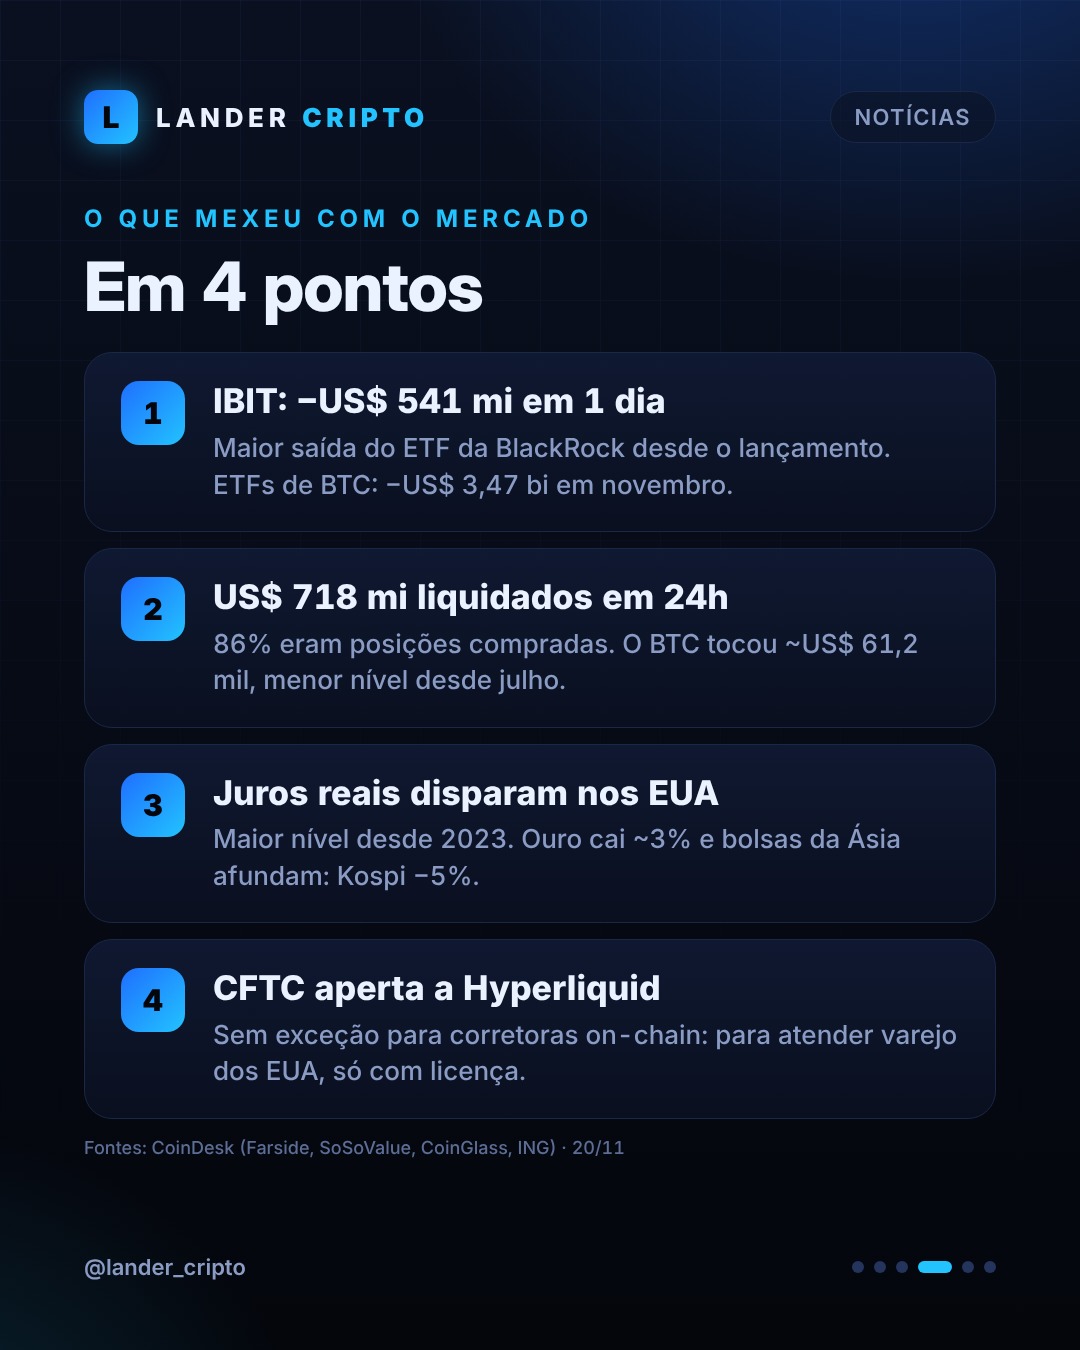 L LANDER CRIPTO
NOTÍCIAS
O QUE MEXEU COM O MERCADO
Em 4 pontos
1
IBIT: −US$ 541 mi em 1 dia
Maior saída do ETF da BlackRock desde o lançamento.
ETFs de BTC: −US$ 3,47 bi em novembro.
2
US$ 718 mi liquidados em 24h
86% eram posições compradas. O BTC tocou ~US$ 61,2
mil, menor nível desde julho.
3
Juros reais disparam nos EUA
Maior nível desde 2023. Ouro cai ~3% e bolsas da Ásia
afundam: Kospi −5%.
4
CFTC aperta a Hyperliquid
Sem exceção para corretoras on-chain: para atender varejo
dos EUA, só com licença.
Fontes: CoinDesk (Farside, SoSoValue, CoinGlass, ING) · 20/11
@lander_cripto